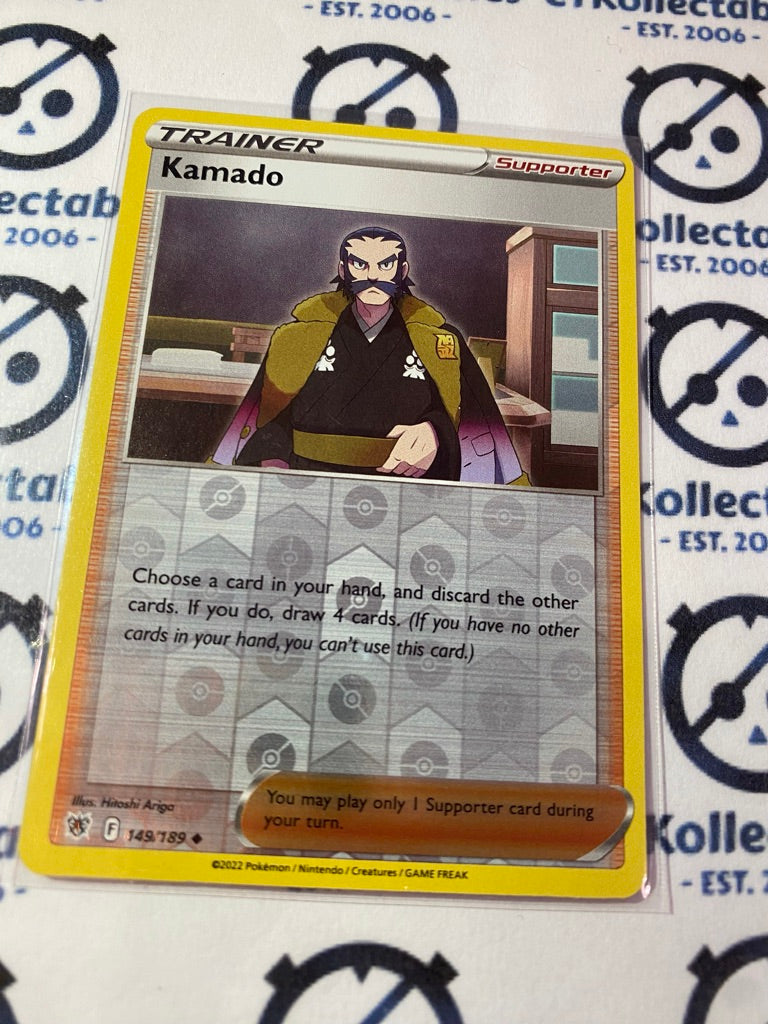 - EST. 2006 -
- EST. 2006 -
TRAINER
Supporter
Kamado
2006 -
- EST. 2006
Choose a card in your hand, and discard the other
cards. If you do, draw 4 cards. (If you have no other
cards in your hand, you can't use this card.)
Illus. Hitoshi Ariga
F 149/189
You may play only 1 Supporter card during
your turn.
©2022 Pokémon / Nintendo / Creatures / GAME FREAK
- EST. 20
- EST.